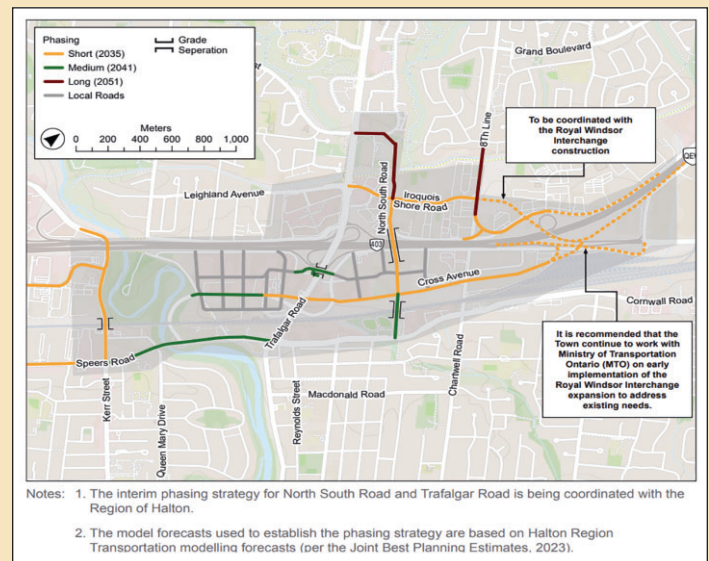 Grand Boulevard
Phasing
Short (2035)
Medium (2041)
Long (2051)
Local Roads
Grade
Seperation
Meters
0 200 400 600 800 1,000
8Th Line
To be coordinated with
the Royal Windsor
Interchange
construction
QEW
Leighland Avenue
North South Road
Iroquois
Shore Road
403
Cross Avenue
Cornwall Road
Trafalgar Road
Speers Road
Kerr Street
Queen Mary Drive
Reynolds Street
Macdonald Road
Chartwell Road
It is recommended that the
Town continue to work with
Ministry of Transportation
Ontario (MTO) on early
implementation of the
Royal Windsor Interchange
expansion to address
existing needs.
Notes: 1. The interim phasing strategy for North South Road and Trafalgar Road is being coordinated with the
Region of Halton.
2. The model forecasts used to establish the phasing strategy are based on Halton Region
Transportation modelling forecasts (per the Joint Best Planning Estimates, 2023).